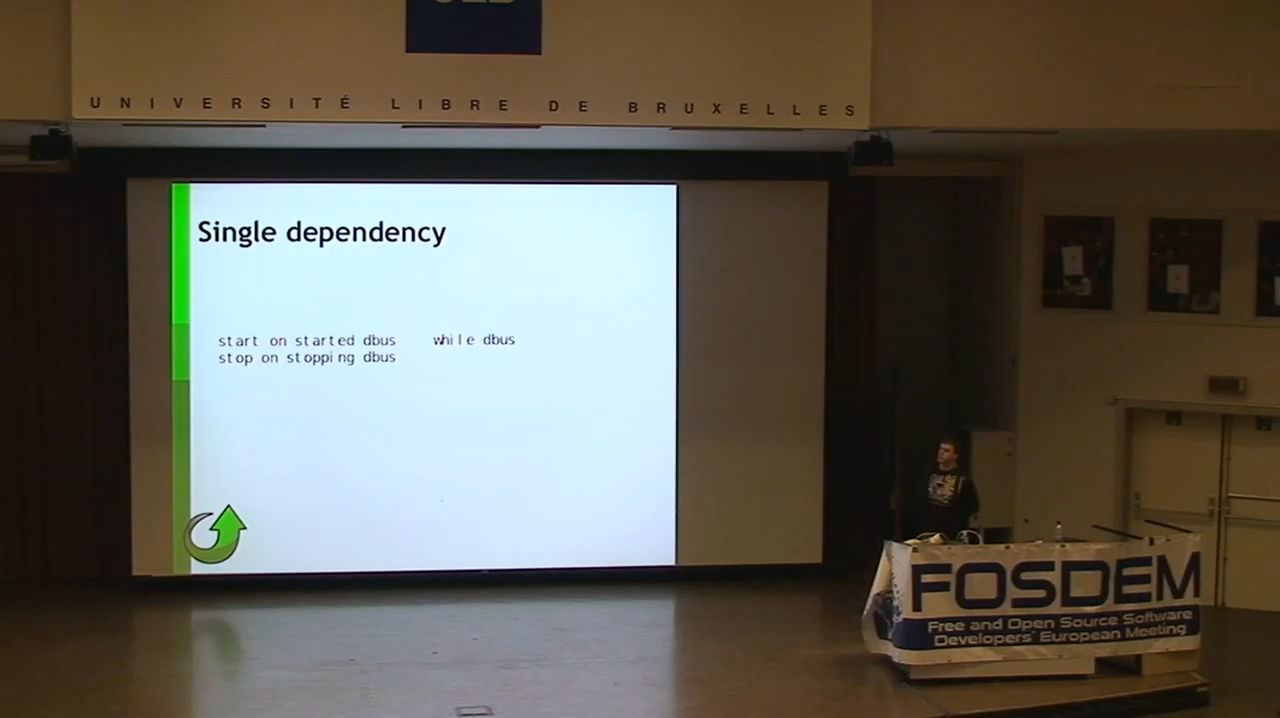 UNIVERSITÉ LIBRE DE BRUXELLES
Single dependency
start on started dbus while dbus
stop on stopping dbus
FOSDEM
Free and Open Source Software
Developers' European Meeting